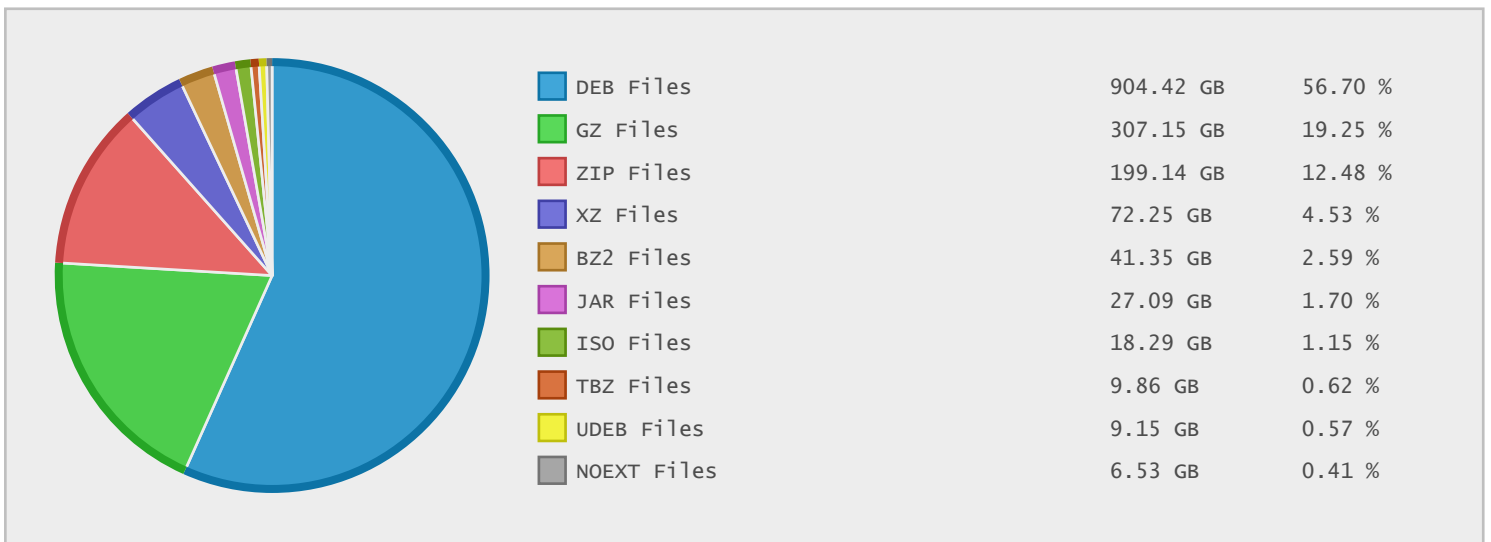 DEB Files 904.42 GB 56.70 %
GZ Files 307.15 GB 19.25 %
ZIP Files 199.14 GB 12.48 %
XZ Files 72.25 GB 4.53 %
BZ2 Files 41.35 GB 2.59 %
JAR Files 27.09 GB 1.70 %
ISO Files 18.29 GB 1.15 %
TBZ Files 9.86 GB 0.62 %
UDEB Files 9.15 GB 0.57 %
NOEXT Files 6.53 GB 0.41 %